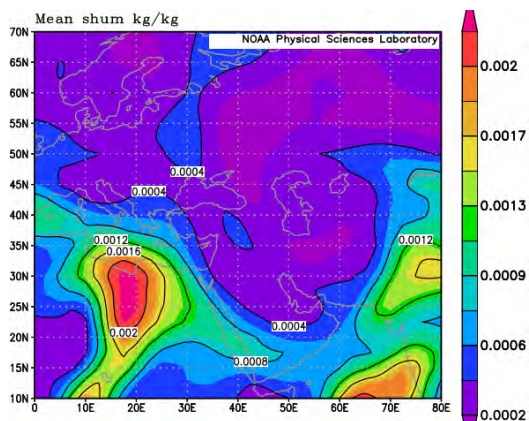 Mean shum kg/kg
NOAA Physical Sciences Laboratory
70N
65N
60N
55N
50N
45N
40N
35N
30N
25N
20N
15N
10N
0.0004
0.0004
0.0012
0.0016
0.0012
0.002
0.0004
0.0008
0
10E
20E
30E
40E
50E
60E
70E
80E
0.002
0.0017
0.0013
0.0009
0.0006
0.0002